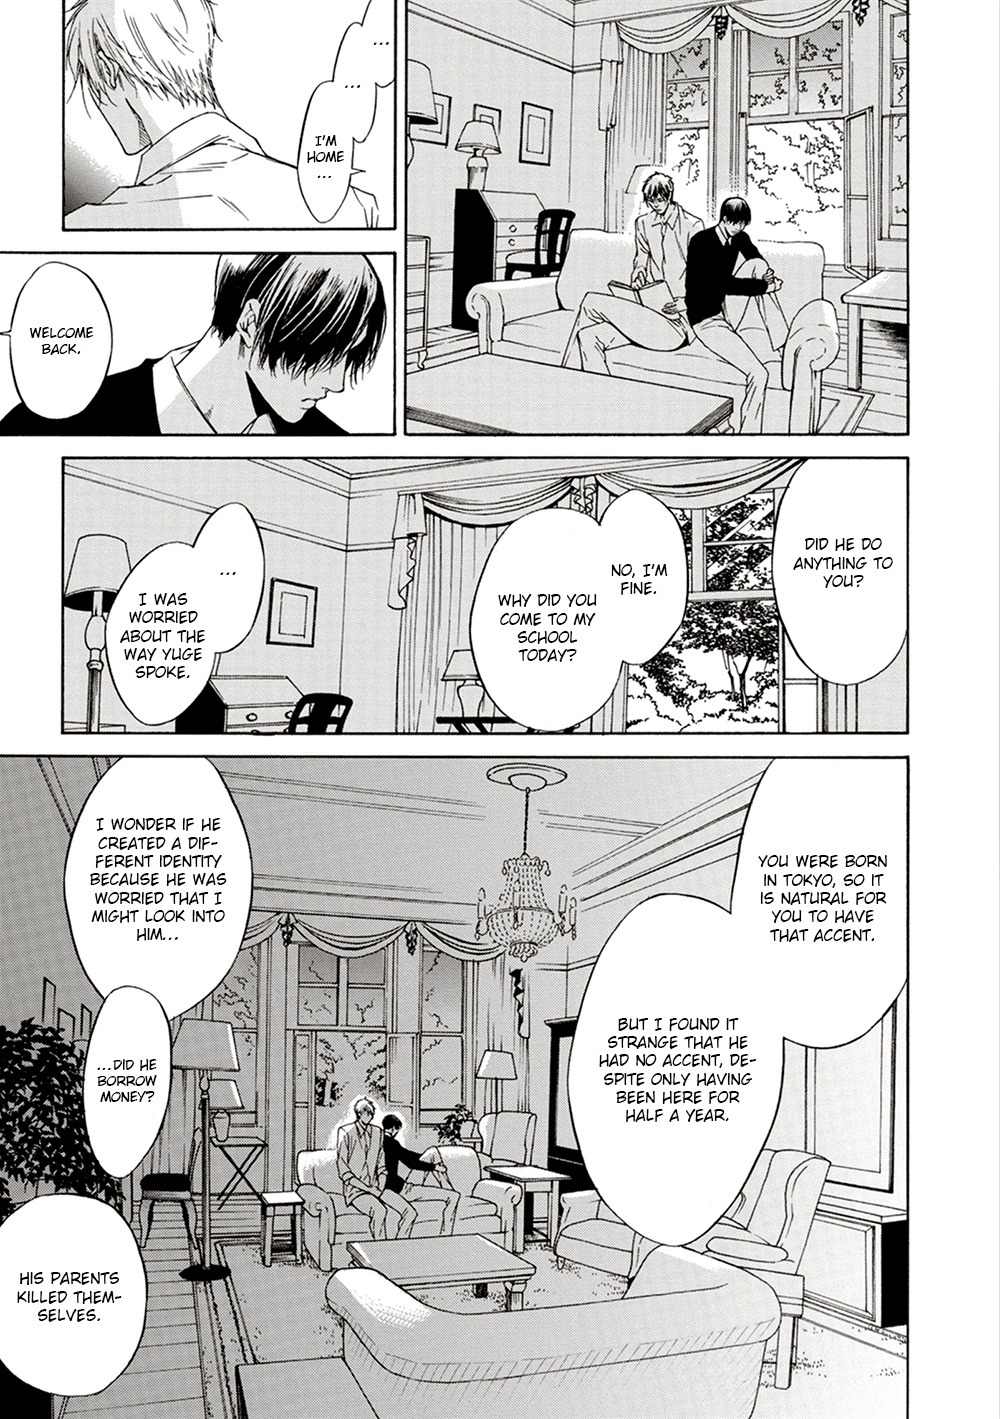 ...
...
I'M
HOME
...
WELCOME
BACK.
DID HE DO
ANYTHING TO
YOU?
NO, I'M
FINE.
WHY DID YOU
COME TO MY
SCHOOL
TODAY?
...
I WAS
WORRIED
ABOUT THE
WAY YUGE
SPOKE.
YOU WERE BORN
IN TOKYO, SO IT
IS NATURAL FOR
YOU TO HAVE
THAT ACCENT.
BUT I FOUND IT
STRANGE THAT HE
HAD NO ACCENT, DE-
SPITE ONLY HAVING
BEEN HERE FOR
HALF A YEAR.
I WONDER IF HE
CREATED A DIF-
FERENT IDENTITY
BECAUSE HE WAS
WORRIED THAT I
MIGHT LOOK INTO
HIM...
...DID HE
BORROW
MONEY?
HIS PARENTS
KILLED THEM-
SELVES.